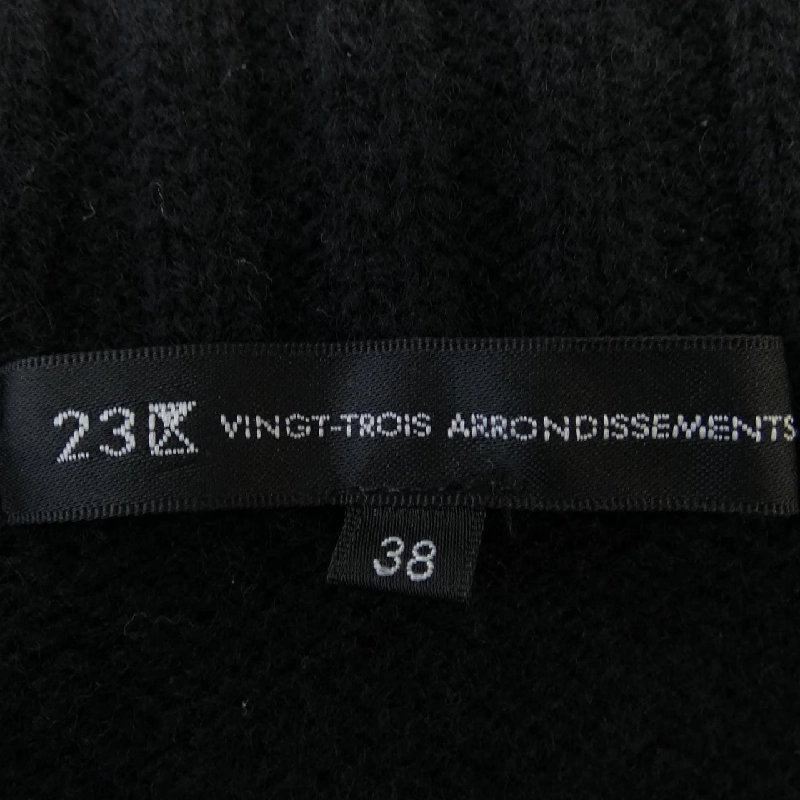 23区 VINGT-TROIS ARRONDISSEMENTS
38